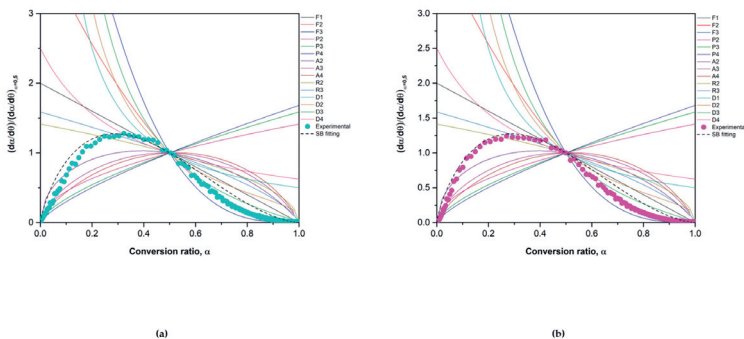 3
2
1
0
0.0
0.2
0.4
0.6
0.8
1.0
(dα/dθ)/(dα/dθ)α=0.5
Conversion ratio, α
F1
F2
F3
P2
P3
P4
A2
A3
A4
R2
R3
D1
D2
D3
D4
Experimental
SB fitting
(a)
3.0
2.5
2.0
1.5
1.0
0.5
0.0
0.0
0.2
0.4
0.6
0.8
1.0
(dα/dθ)/(dα/dθ)α=0.5
Conversion ratio, α
F1
F2
F3
P2
P3
P4
A2
A3
A4
R2
R3
D1
D2
D3
D4
Experimental
SB fitting
(b)